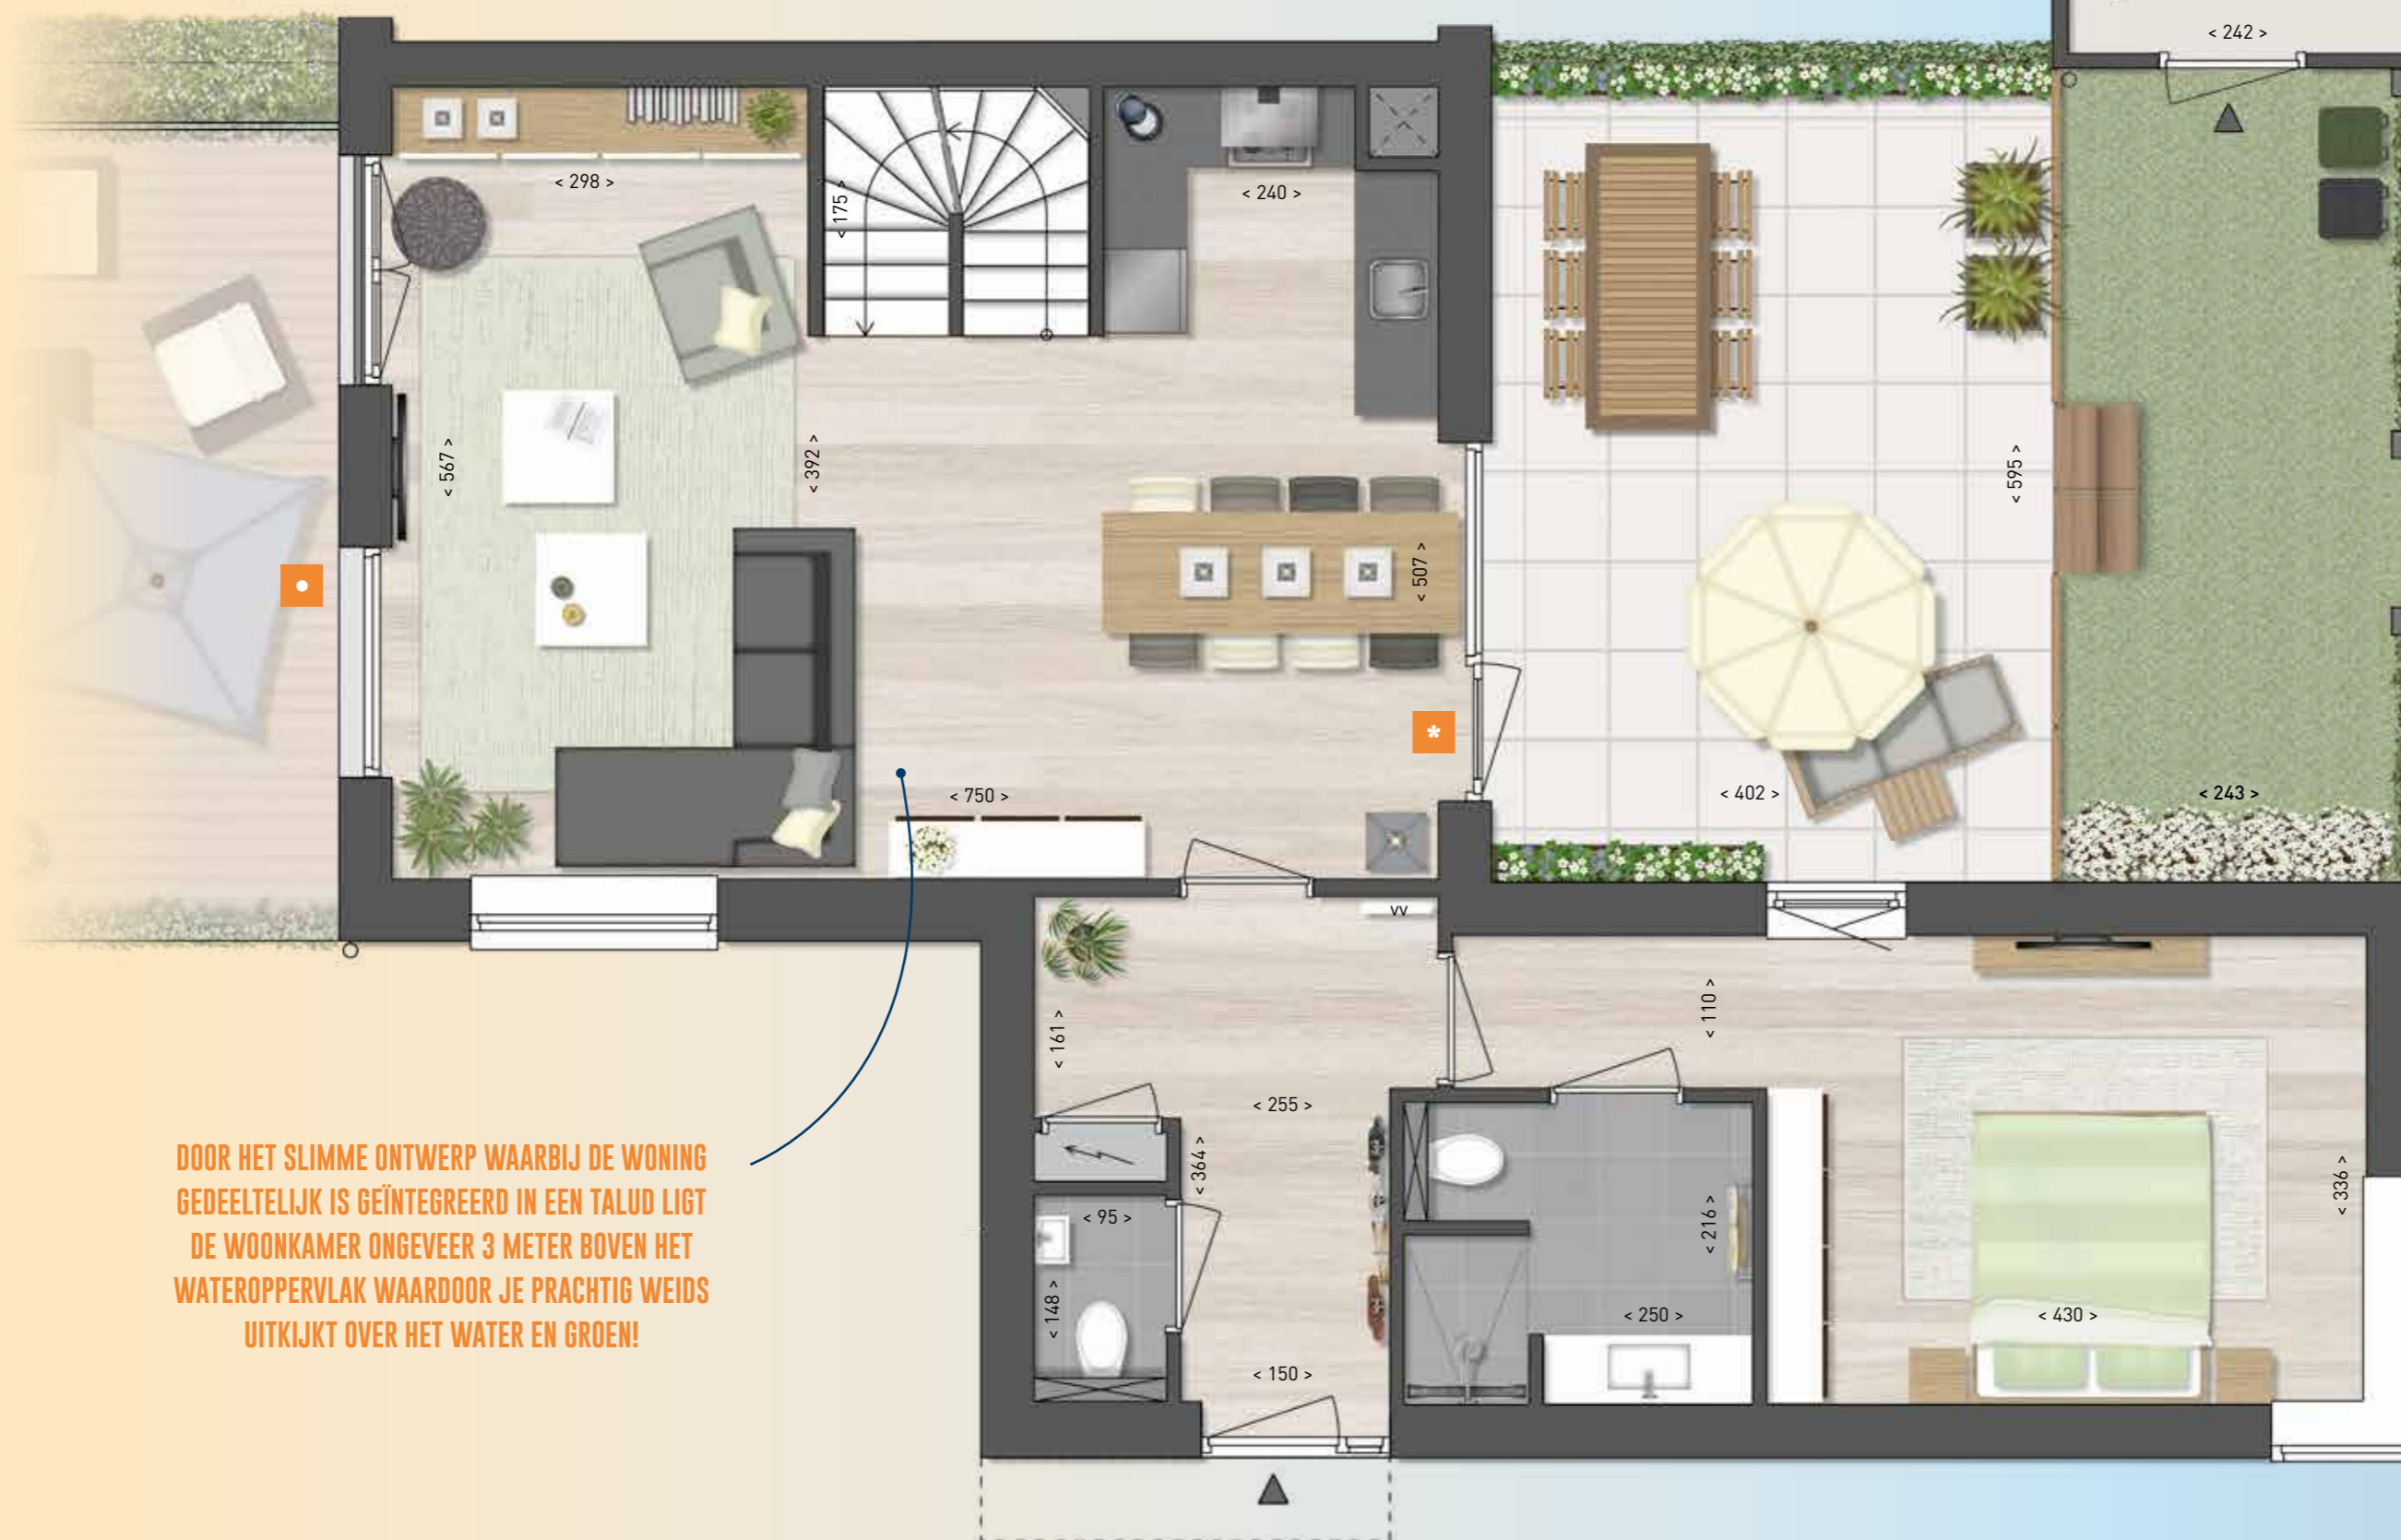 < 242 >
< 298 >
< 175 >
< 240 >
< 567 >
< 392 >
< 595 >
< 507 >
*
< 750 >
< 402 >
< 243 >
VV
< 110 >
< 161 >
< 255 >
< 364 >
< 336 >
< 95 >
< 216 >
< 148 >
< 250 >
< 430 >
< 150 >
DOOR HET SLIMME ONTWERP WAARBIJ DE WONING
GEDEELTELIJK IS GEÏNTEGREERD IN EEN TALUD LIGT
DE WOONKAMER ONGEVEER 3 METER BOVEN HET
WATEROPPERVLAK WAARDOOR JE PRACHTIG WEIDS
UITKIJKT OVER HET WATER EN GROEN!